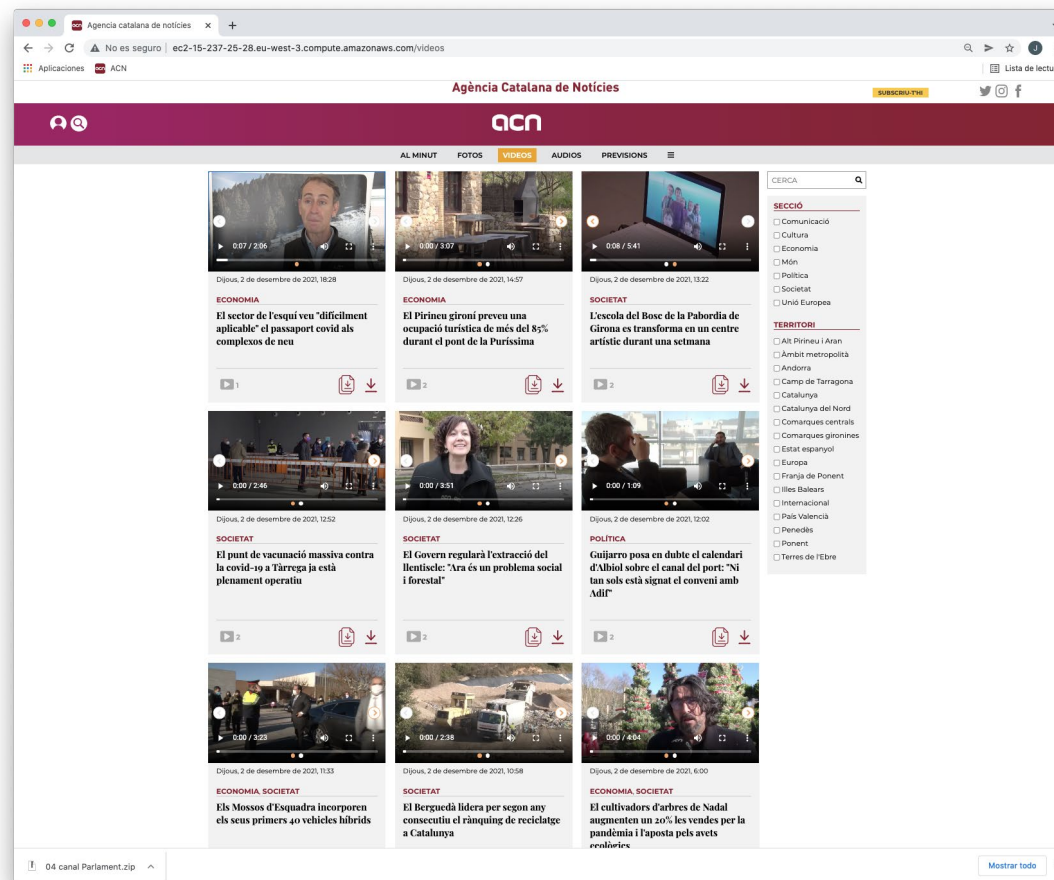 Agencia catalana de notícies
No es seguro
ec2-15-237-25-28.eu-west-3.compute.amazonaws.com/videos
J
Aplicaciones
acn
ACN
Lista de lectu
Agència Catalana de Notícies
SUBSCRIU-T'HI
acn
AL MINUT
FOTOS
VIDEOS
AUDIOS
PREVISIONS
0:07 / 2:06
Dijous, 2 de desembre de 2021, 18:28
ECONOMIA
El sector de l'esquí veu "difícilment
aplicable" el passaport covid als
complexos de neu
1
0:00 / 3:07
Dijous, 2 de desembre de 2021, 14:57
ECONOMIA
El Pirineu gironí preveu una
ocupació turística de més del 85%
durant el pont de la Puríssima
2
0:08 / 5:41
Dijous, 2 de desembre de 2021, 13:22
SOCIETAT
L'escola del Bosc de la Pabordia de
Girona es transforma en un centre
artístic durant una setmana
2
0:00 / 2:46
Dijous, 2 de desembre de 2021, 12:52
SOCIETAT
El punt de vacunació massiva contra
la covid-19 a Tàrrega ja està
plenament operatiu
2
0:00 / 3:51
Dijous, 2 de desembre de 2021, 12:26
SOCIETAT
El Govern regularà l'extracció del
llentiscle: "Ara és un problema social
i forestal"
2
0:00 / 1:09
Dijous, 2 de desembre de 2021, 12:02
POLÍTICA
Guijarro posa en dubte el calendari
d'Albiol sobre el canal del port: "Ni
tan sols està signat el conveni amb
Adif"
2
0:00 / 3:23
Dijous, 2 de desembre de 2021, 11:33
ECONOMIA, SOCIETAT
Els Mossos d'Esquadra incorporen
els seus primers 40 vehicles híbrids
0:00 / 2:38
Dijous, 2 de desembre de 2021, 10:58
SOCIETAT
El Berguedà lidera per segon any
consecutiu el rànquing de reciclatge
a Catalunya
0:00 / 4:04
Dijous, 2 de desembre de 2021, 6:00
ECONOMIA, SOCIETAT
El cultivadors d'arbres de Nadal
augmenten un 20% les vendes per la
pandèmia i l'aposta pels avets
ecològics
CERCA
SECCIÓ
Comunicació
Cultura
Economia
Món
Política
Societat
Unió Europea
TERRITORI
Alt Pirineu i Aran
Àmbit metropolità
Andorra
Camp de Tarragona
Catalunya
Catalunya del Nord
Comarques centrals
Comarques gironines
Estat espanyol
Europa
Franja de Ponent
Illes Balears
Internacional
País Valencià
Penedès
Ponent
Terres de l'Ebre
04 canal Parlament.zip
Mostrar todo